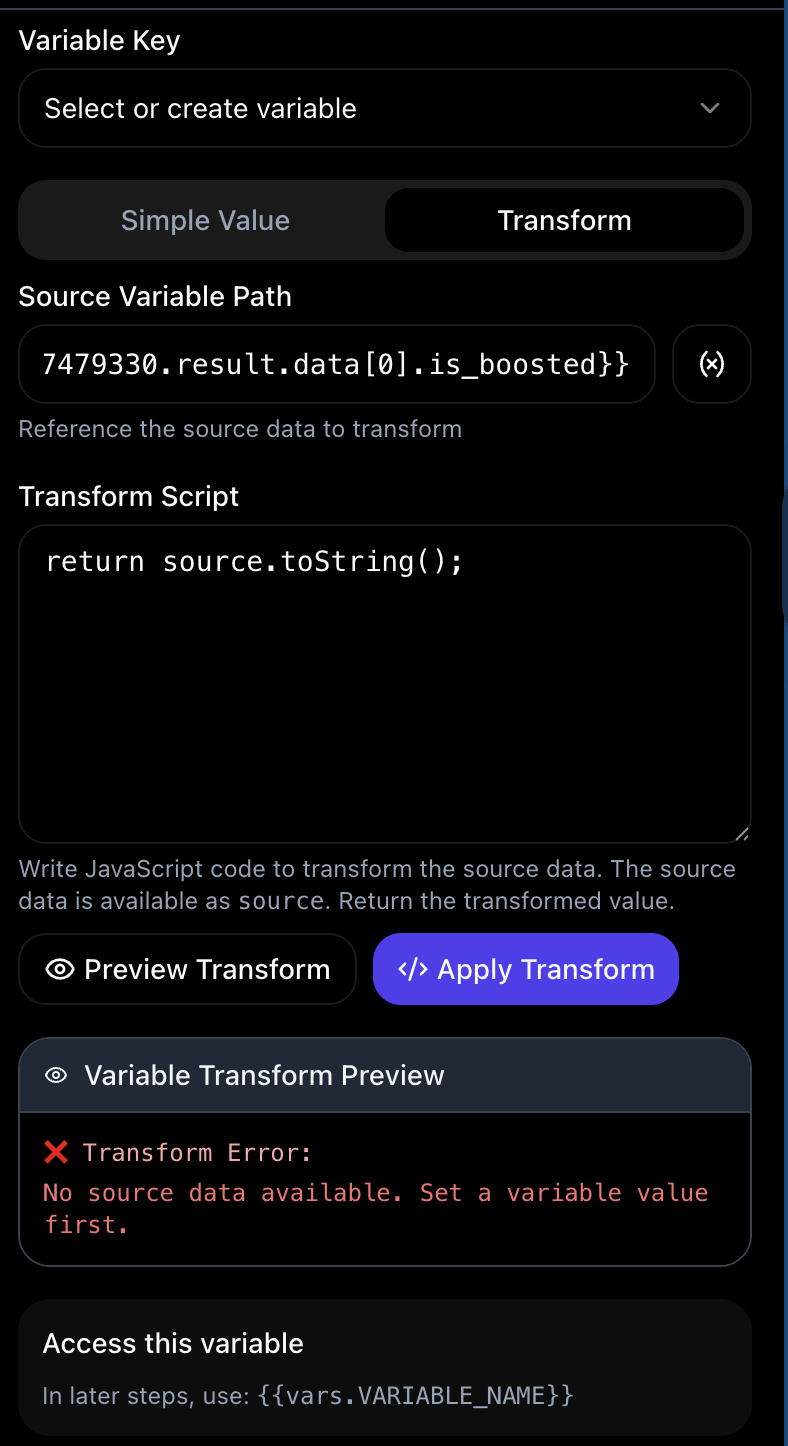 Variable Key
Select or create variable
Simple Value
Transform
Source Variable Path
7479330.result.data[0].is_boosted}}
(×)
Reference the source data to transform
Transform Script
return source.toString();
Write JavaScript code to transform the source data. The source
data is available as source. Return the transformed value.
Preview Transform
</> Apply Transform
Variable Transform Preview
❌ Transform Error:
No source data available. Set a variable value
first.
Access this variable
In later steps, use: {{vars.VARIABLE_NAME}}